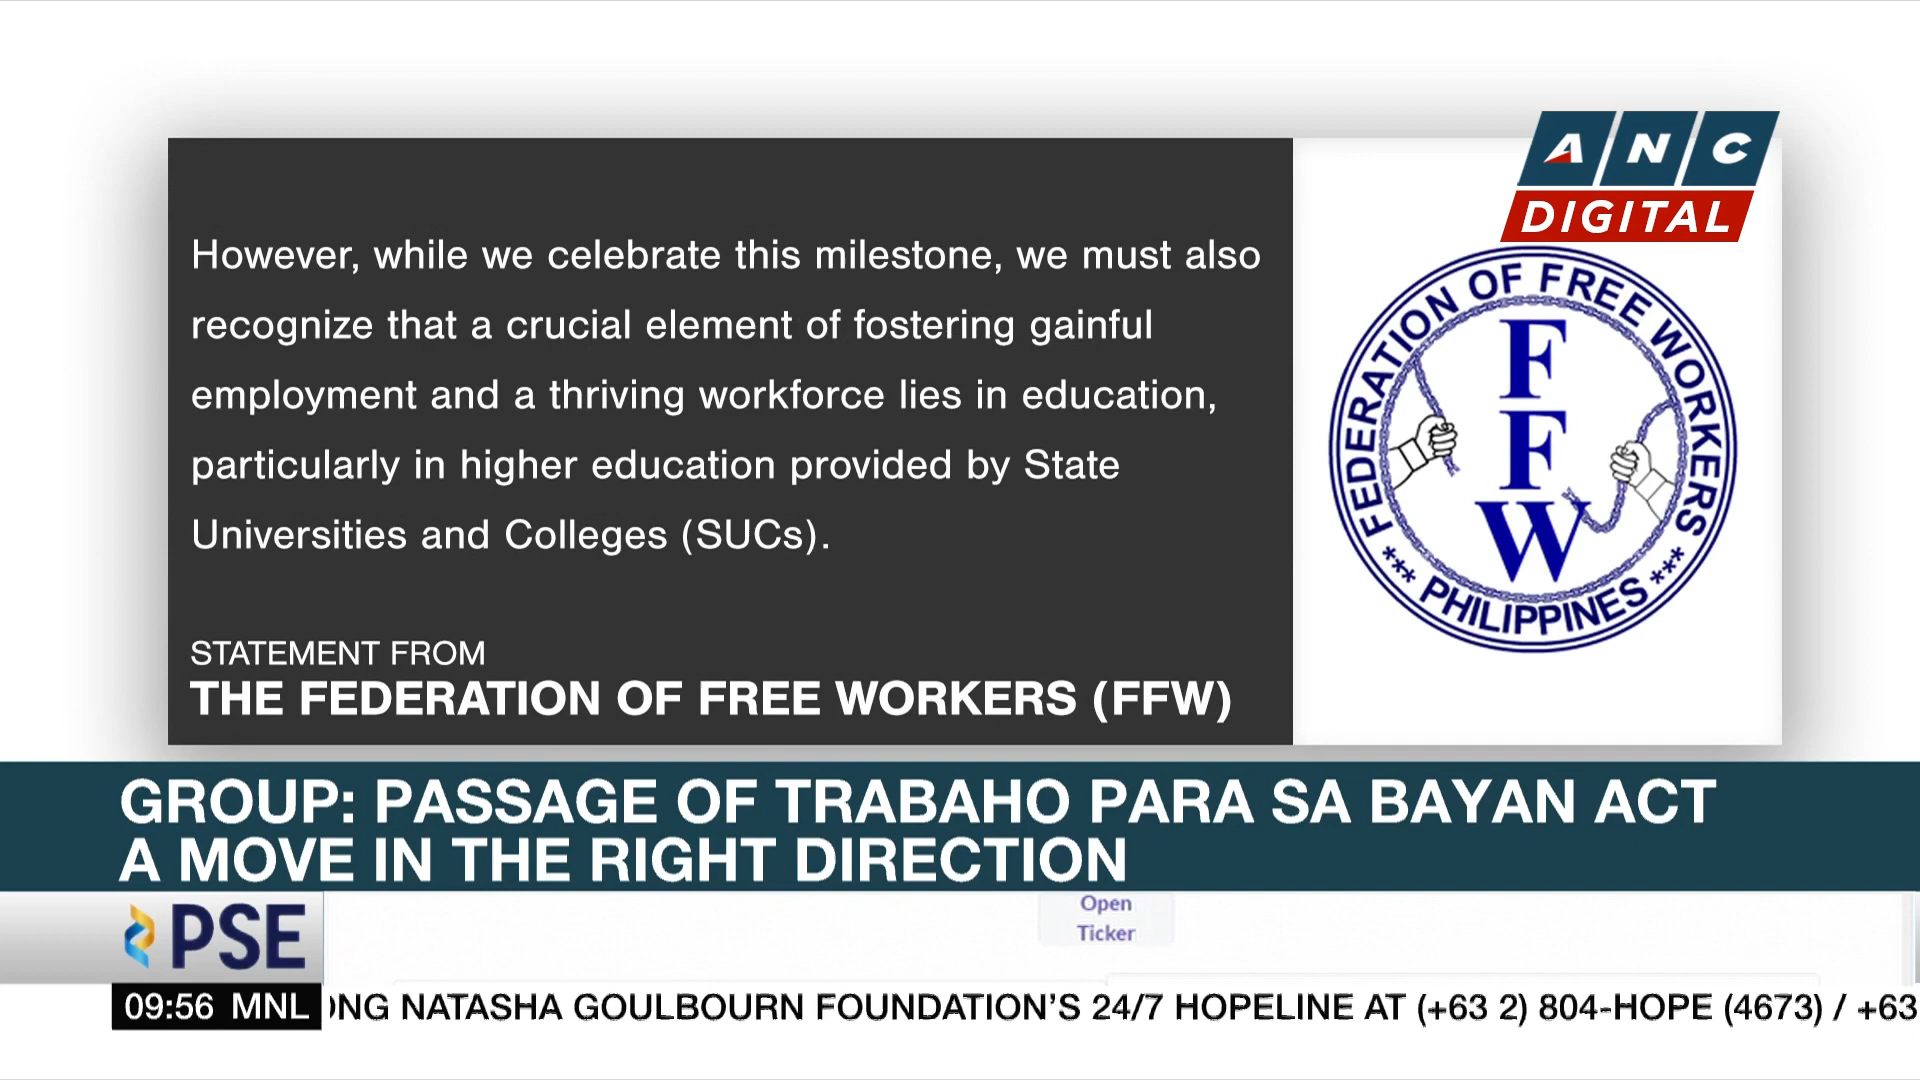 ANC
DIGITAL
However, while we celebrate this milestone, we must also
recognize that a crucial element of fostering gainful
employment and a thriving workforce lies in education,
particularly in higher education provided by State
Universities and Colleges (SUCs).
STATEMENT FROM
THE FEDERATION OF FREE WORKERS (FFW)
FEDERATION OF FREE WORKERS
F
F
W
*** PHILIPPINES ***
GROUP: PASSAGE OF TRABAHO PARA SA BAYAN ACT
A MOVE IN THE RIGHT DIRECTION
PSE
Open
Ticker
09:56 MNL
NATASHA GOULBOURN FOUNDATION'S 24/7 HOPELINE AT (+63 2) 804-HOPE (4673) / +63